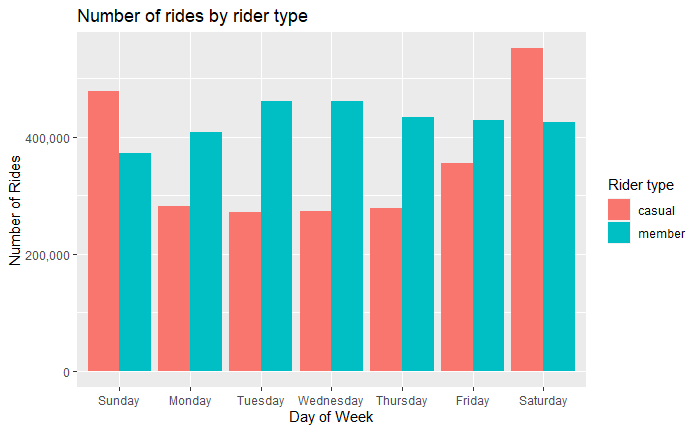 Number of rides by rider type
Number of Rides
400,000
200,000
0
Sunday Monday Tuesday Wednesday Thursday Friday Saturday
Day of Week
Rider type
casual
member